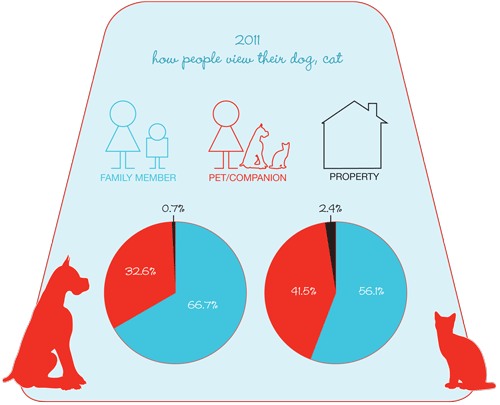 2011
how people view their dog, cat
FAMILY MEMBER
PET/COMPANION
PROPERTY
0.7%
2.4%
32.6%
66.7%
41.5%
56.1%